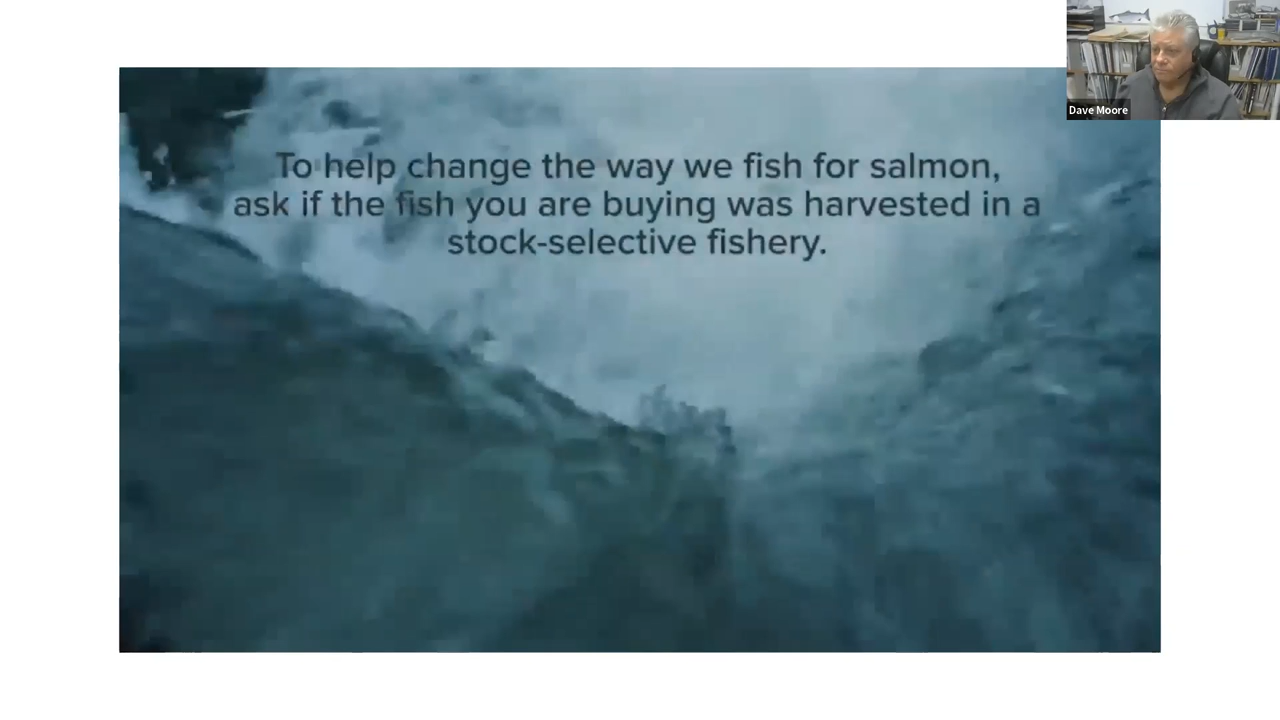 To help change the way we fish for salmon,
ask if the fish you are buying was harvested in a
stock-selective fishery.
Dave Moore